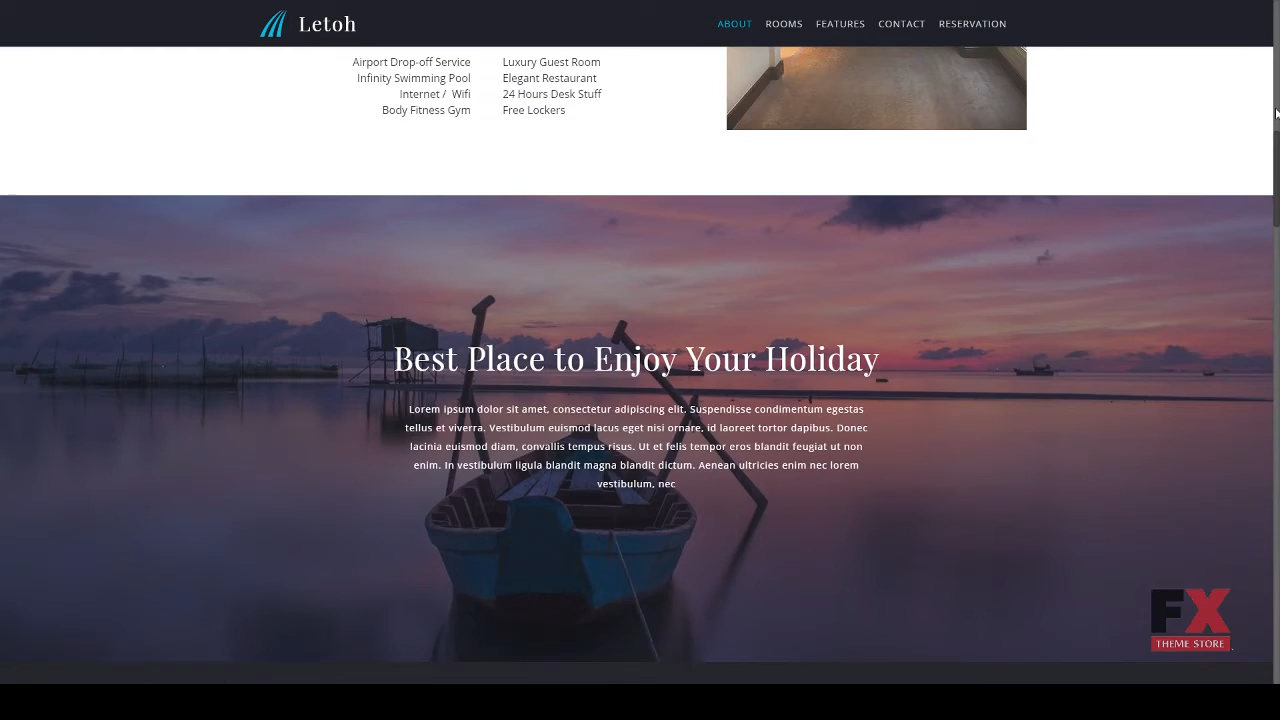 Letoh
ABOUT ROOMS FEATURES CONTACT RESERVATION
Airport Drop-off Service Luxury Guest Room
Infinity Swimming Pool Elegant Restaurant
Internet / Wifi 24 Hours Desk Stuff
Body Fitness Gym Free Lockers
Best Place to Enjoy Your Holiday
Lorem ipsum dolor sit amet, consectetur adipiscing elit. Suspendisse condimentum egestas
tellus et viverra. Vestibulum euismod lacus eget nisi ornare, id laoreet tortor dapibus. Donec
lacinia euismod diam, convallis tempus risus. Ut et felis tempor eros blandit feugiat ut non
enim. In vestibulum ligula blandit magna blandit dictum. Aenean ultricies enim nec lorem
vestibulum, nec
FX
THEME STORE